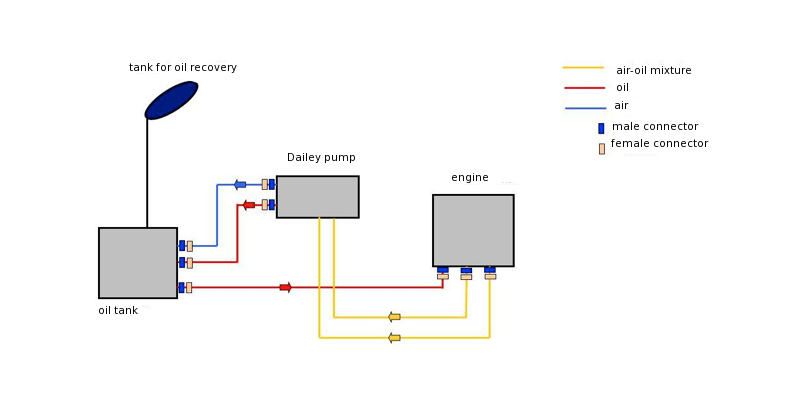 tank for oil recovery
air-oil mixture
oil
air
male connector
female connector
Dailey pump
engine
oil tank